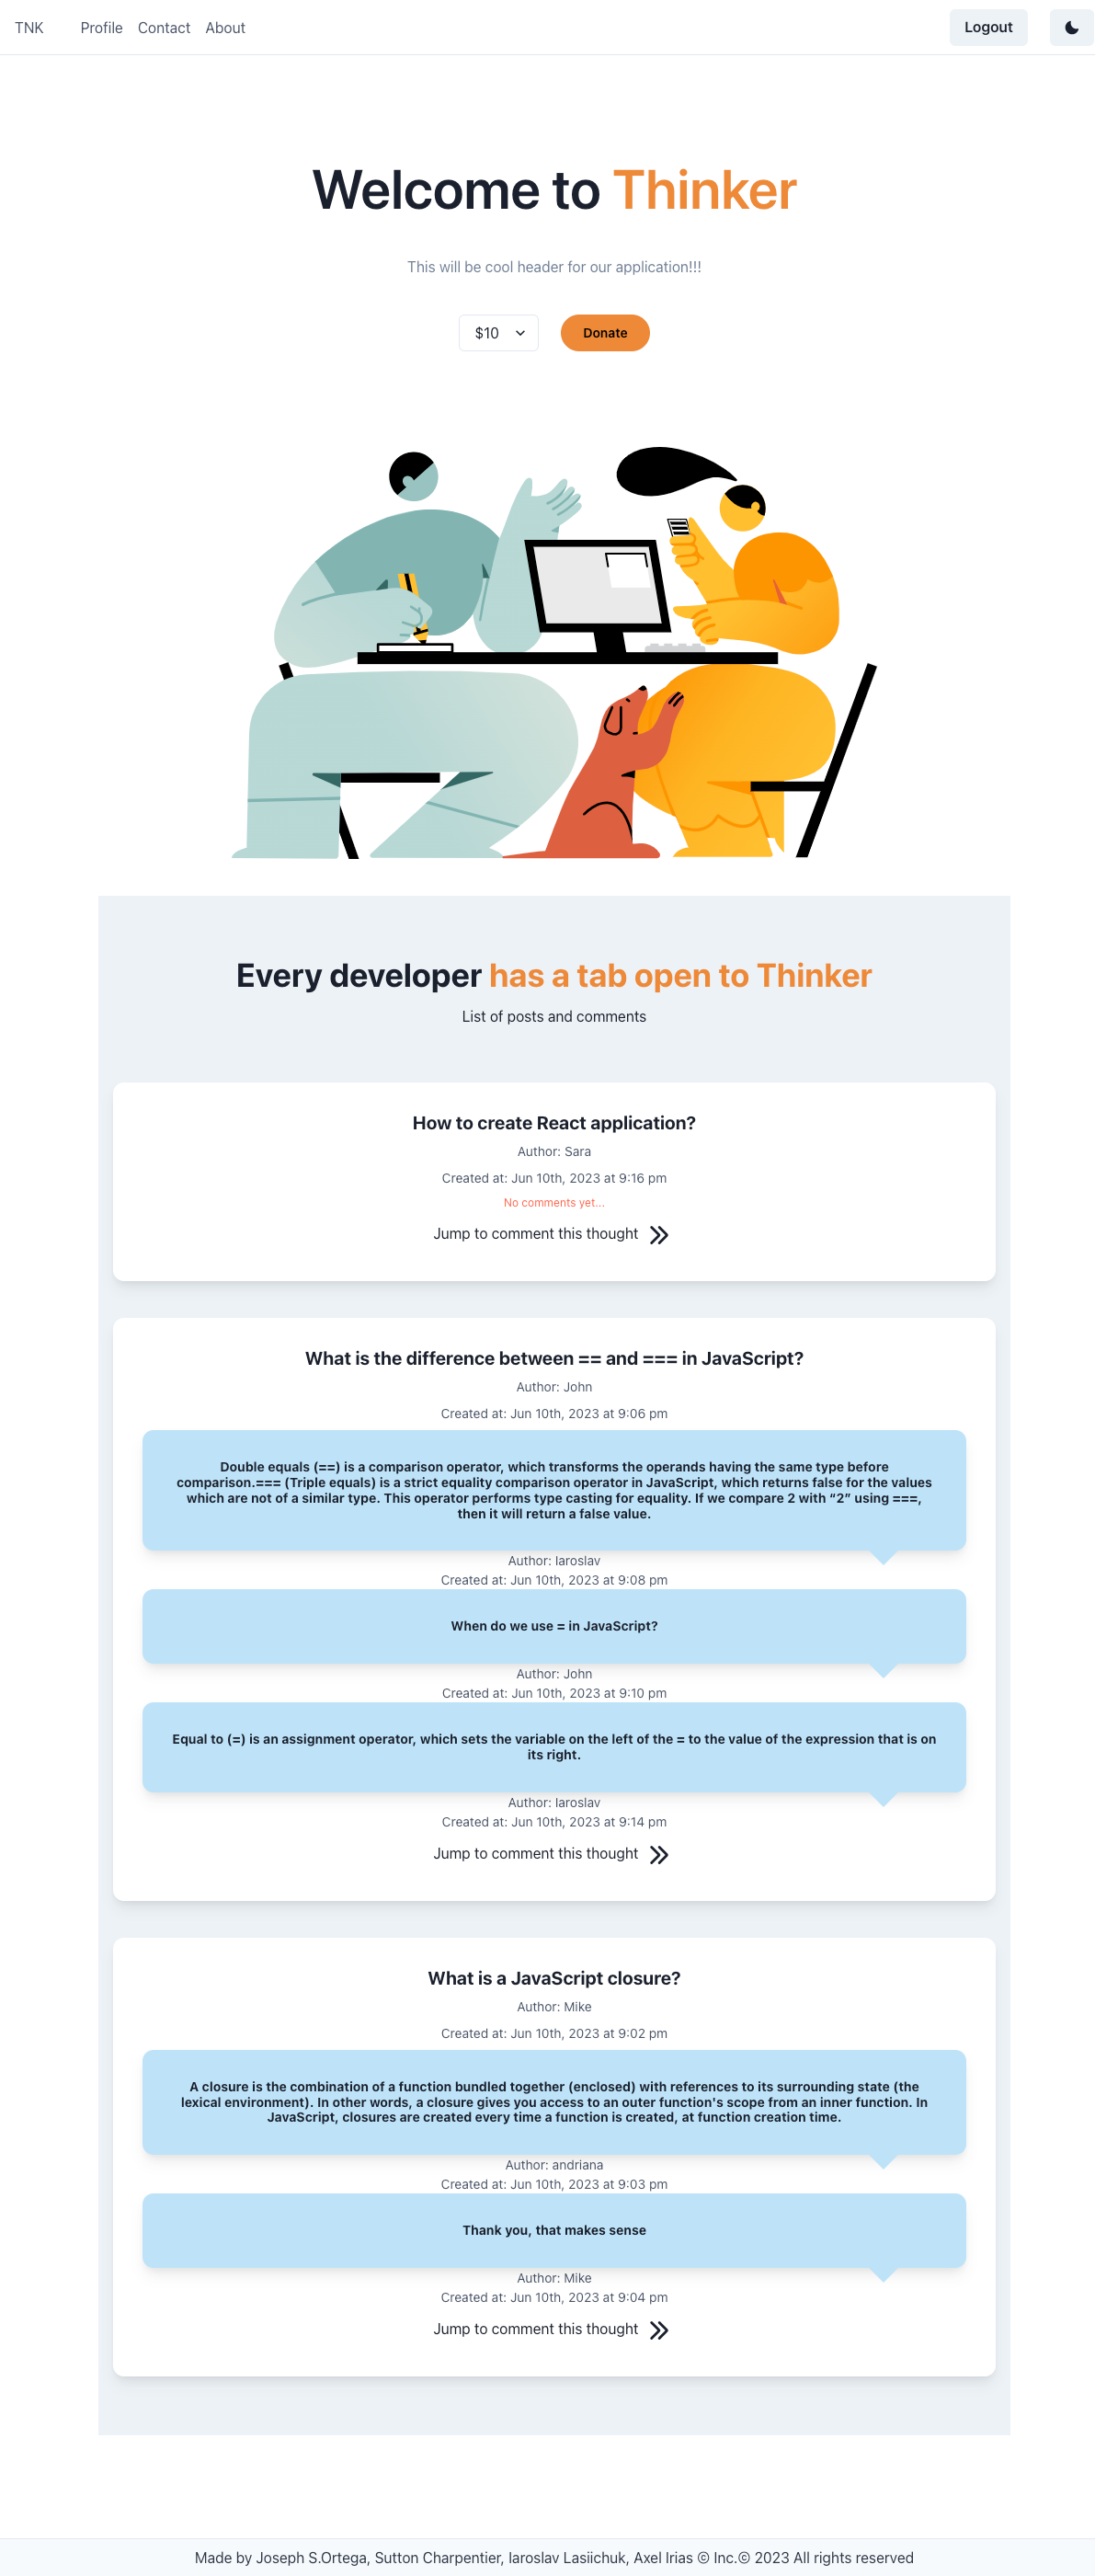 TNK Profile Contact About Logout
Welcome to Thinker
This will be cool header for our application!!!
$10 Donate
Every developer has a tab open to Thinker
List of posts and comments
How to create React application?
Author: Sara
Created at: Jun 10th, 2023 at 9:16 pm
No comments yet...
Jump to comment this thought
What is the difference between == and === in JavaScript?
Author: John
Created at: Jun 10th, 2023 at 9:06 pm
Double equals (==) is a comparison operator, which transforms the operands having the same type before
comparison.=== (Triple equals) is a strict equality comparison operator in JavaScript, which returns false for the values
which are not of a similar type. This operator performs type casting for equality. If we compare 2 with “2” using ===,
then it will return a false value.
Author: Iaroslav
Created at: Jun 10th, 2023 at 9:08 pm
When do we use = in JavaScript?
Author: John
Created at: Jun 10th, 2023 at 9:10 pm
Equal to (=) is an assignment operator, which sets the variable on the left of the = to the value of the expression that is on
its right.
Author: Iaroslav
Created at: Jun 10th, 2023 at 9:14 pm
Jump to comment this thought
What is a JavaScript closure?
Author: Mike
Created at: Jun 10th, 2023 at 9:02 pm
A closure is the combination of a function bundled together (enclosed) with references to its surrounding state (the
lexical environment). In other words, a closure gives you access to an outer function's scope from an inner function. In
JavaScript, closures are created every time a function is created, at function creation time.
Author: andriana
Created at: Jun 10th, 2023 at 9:03 pm
Thank you, that makes sense
Author: Mike
Created at: Jun 10th, 2023 at 9:04 pm
Jump to comment this thought
Made by Joseph S.Ortega, Sutton Charpentier, Iaroslav Lasiichuk, Axel Irias © Inc.© 2023 All rights reserved